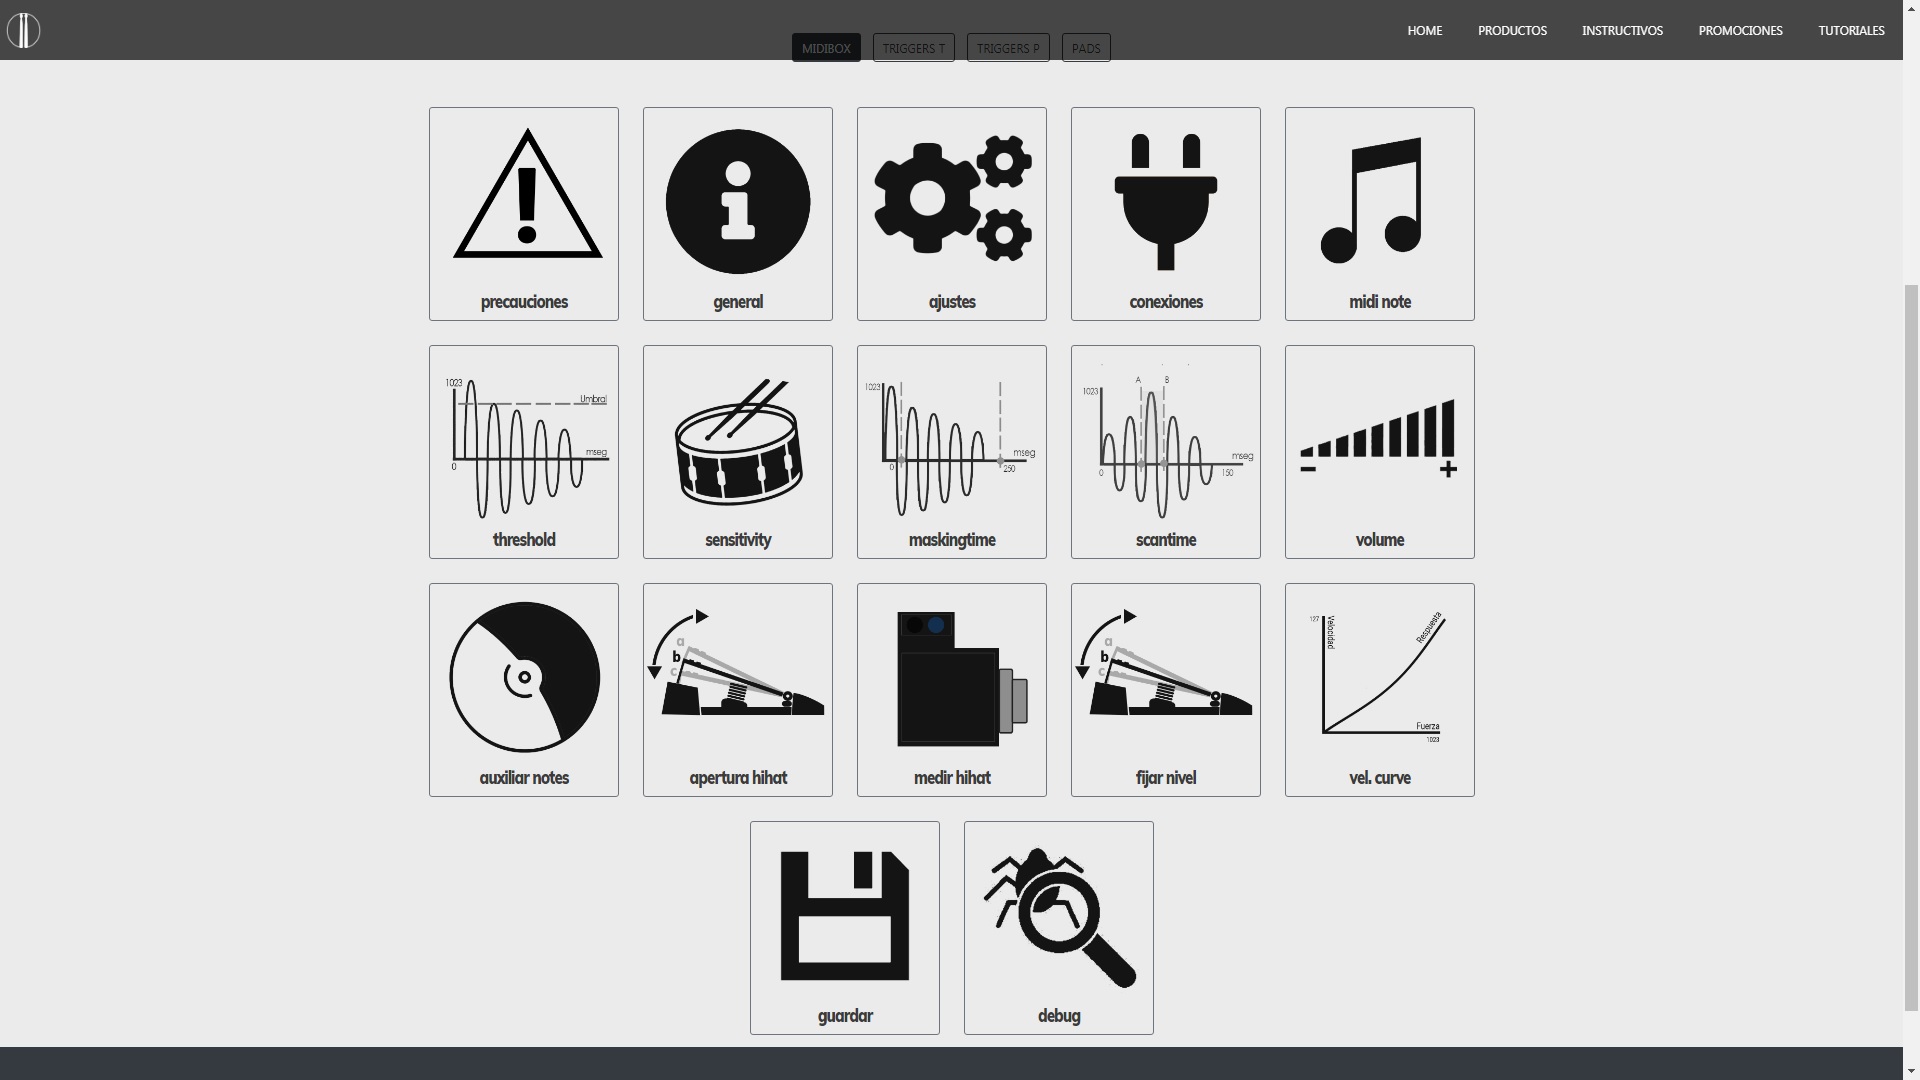 HOME PRODUCTOS INSTRUCTIVOS PROMOCIONES TUTORIALES
MIDIBOX TRIGGERS T TRIGGERS P PADS
precauciones
general
ajustes
conexiones
midi note
1023
Umbral
mseg
0
threshold
sensitivity
1023
mseg
0
250
maskingtime
A
B
1023
mseg
0
150
scantime
volume
auxiliar notes
a
b
c
apertura hihat
medir hihat
a
b
c
fijar nivel
127
Velocidad
Respuesta
Fuerza
1023
vel. curve
guardar
debug